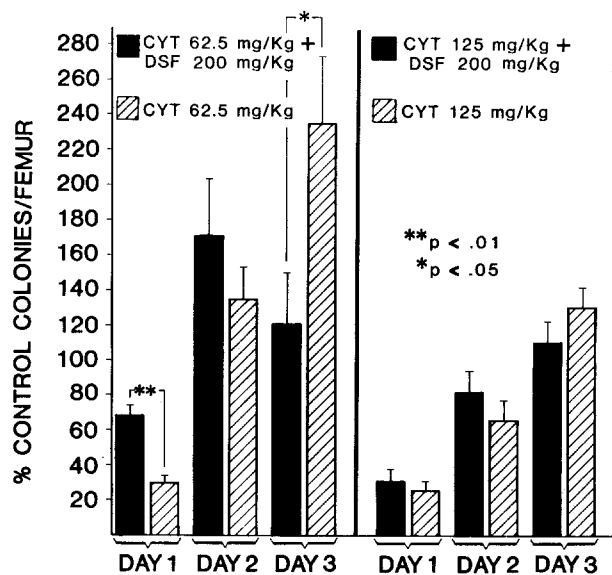 % CONTROL COLONIES/FEMUR
280
260
240
220
200
180
160
140
120
100
80
60
40
20
CYT 62.5 mg/Kg +
DSF 200 mg/Kg
CYT 62.5 mg/Kg
*
**
DAY 1
DAY 2
DAY 3
CYT 125 mg/Kg +
DSF 200 mg/Kg
CYT 125 mg/Kg
**p < .01
*p < .05
DAY 1
DAY 2
DAY 3